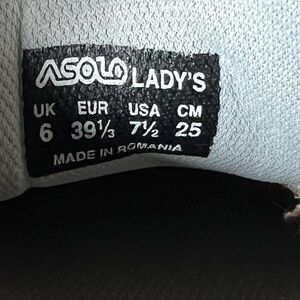 ASOLO LADY'S
UK EUR USA CM
6 39⅓ 7½ 25
MADE IN ROMANIA